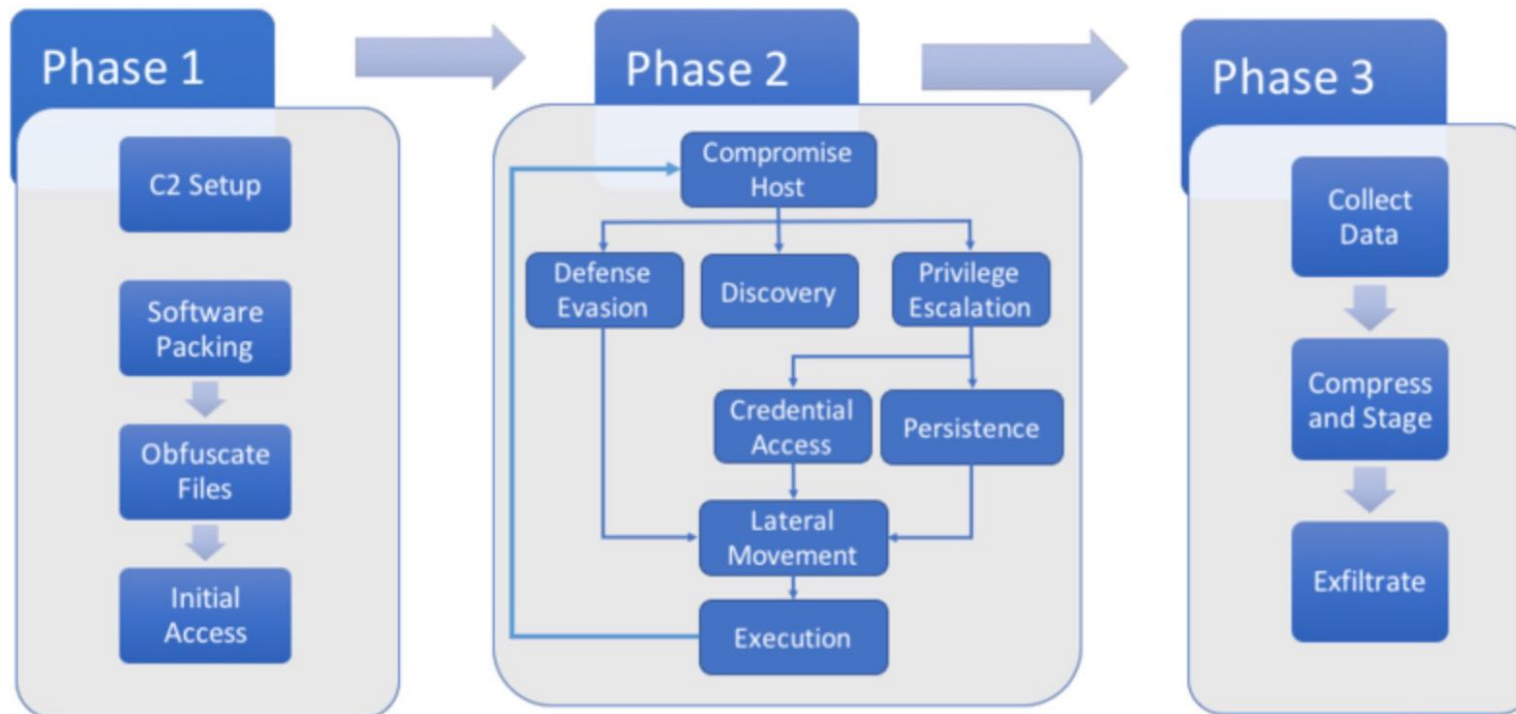 Phase 1
C2 Setup
Software
Packing
Obfuscate
Files
Initial
Access
Phase 2
Compromise
Host
Defense
Evasion
Discovery
Privilege
Escalation
Credential
Access
Persistence
Lateral
Movement
Execution
Phase 3
Collect
Data
Compress
and Stage
Exfiltrate